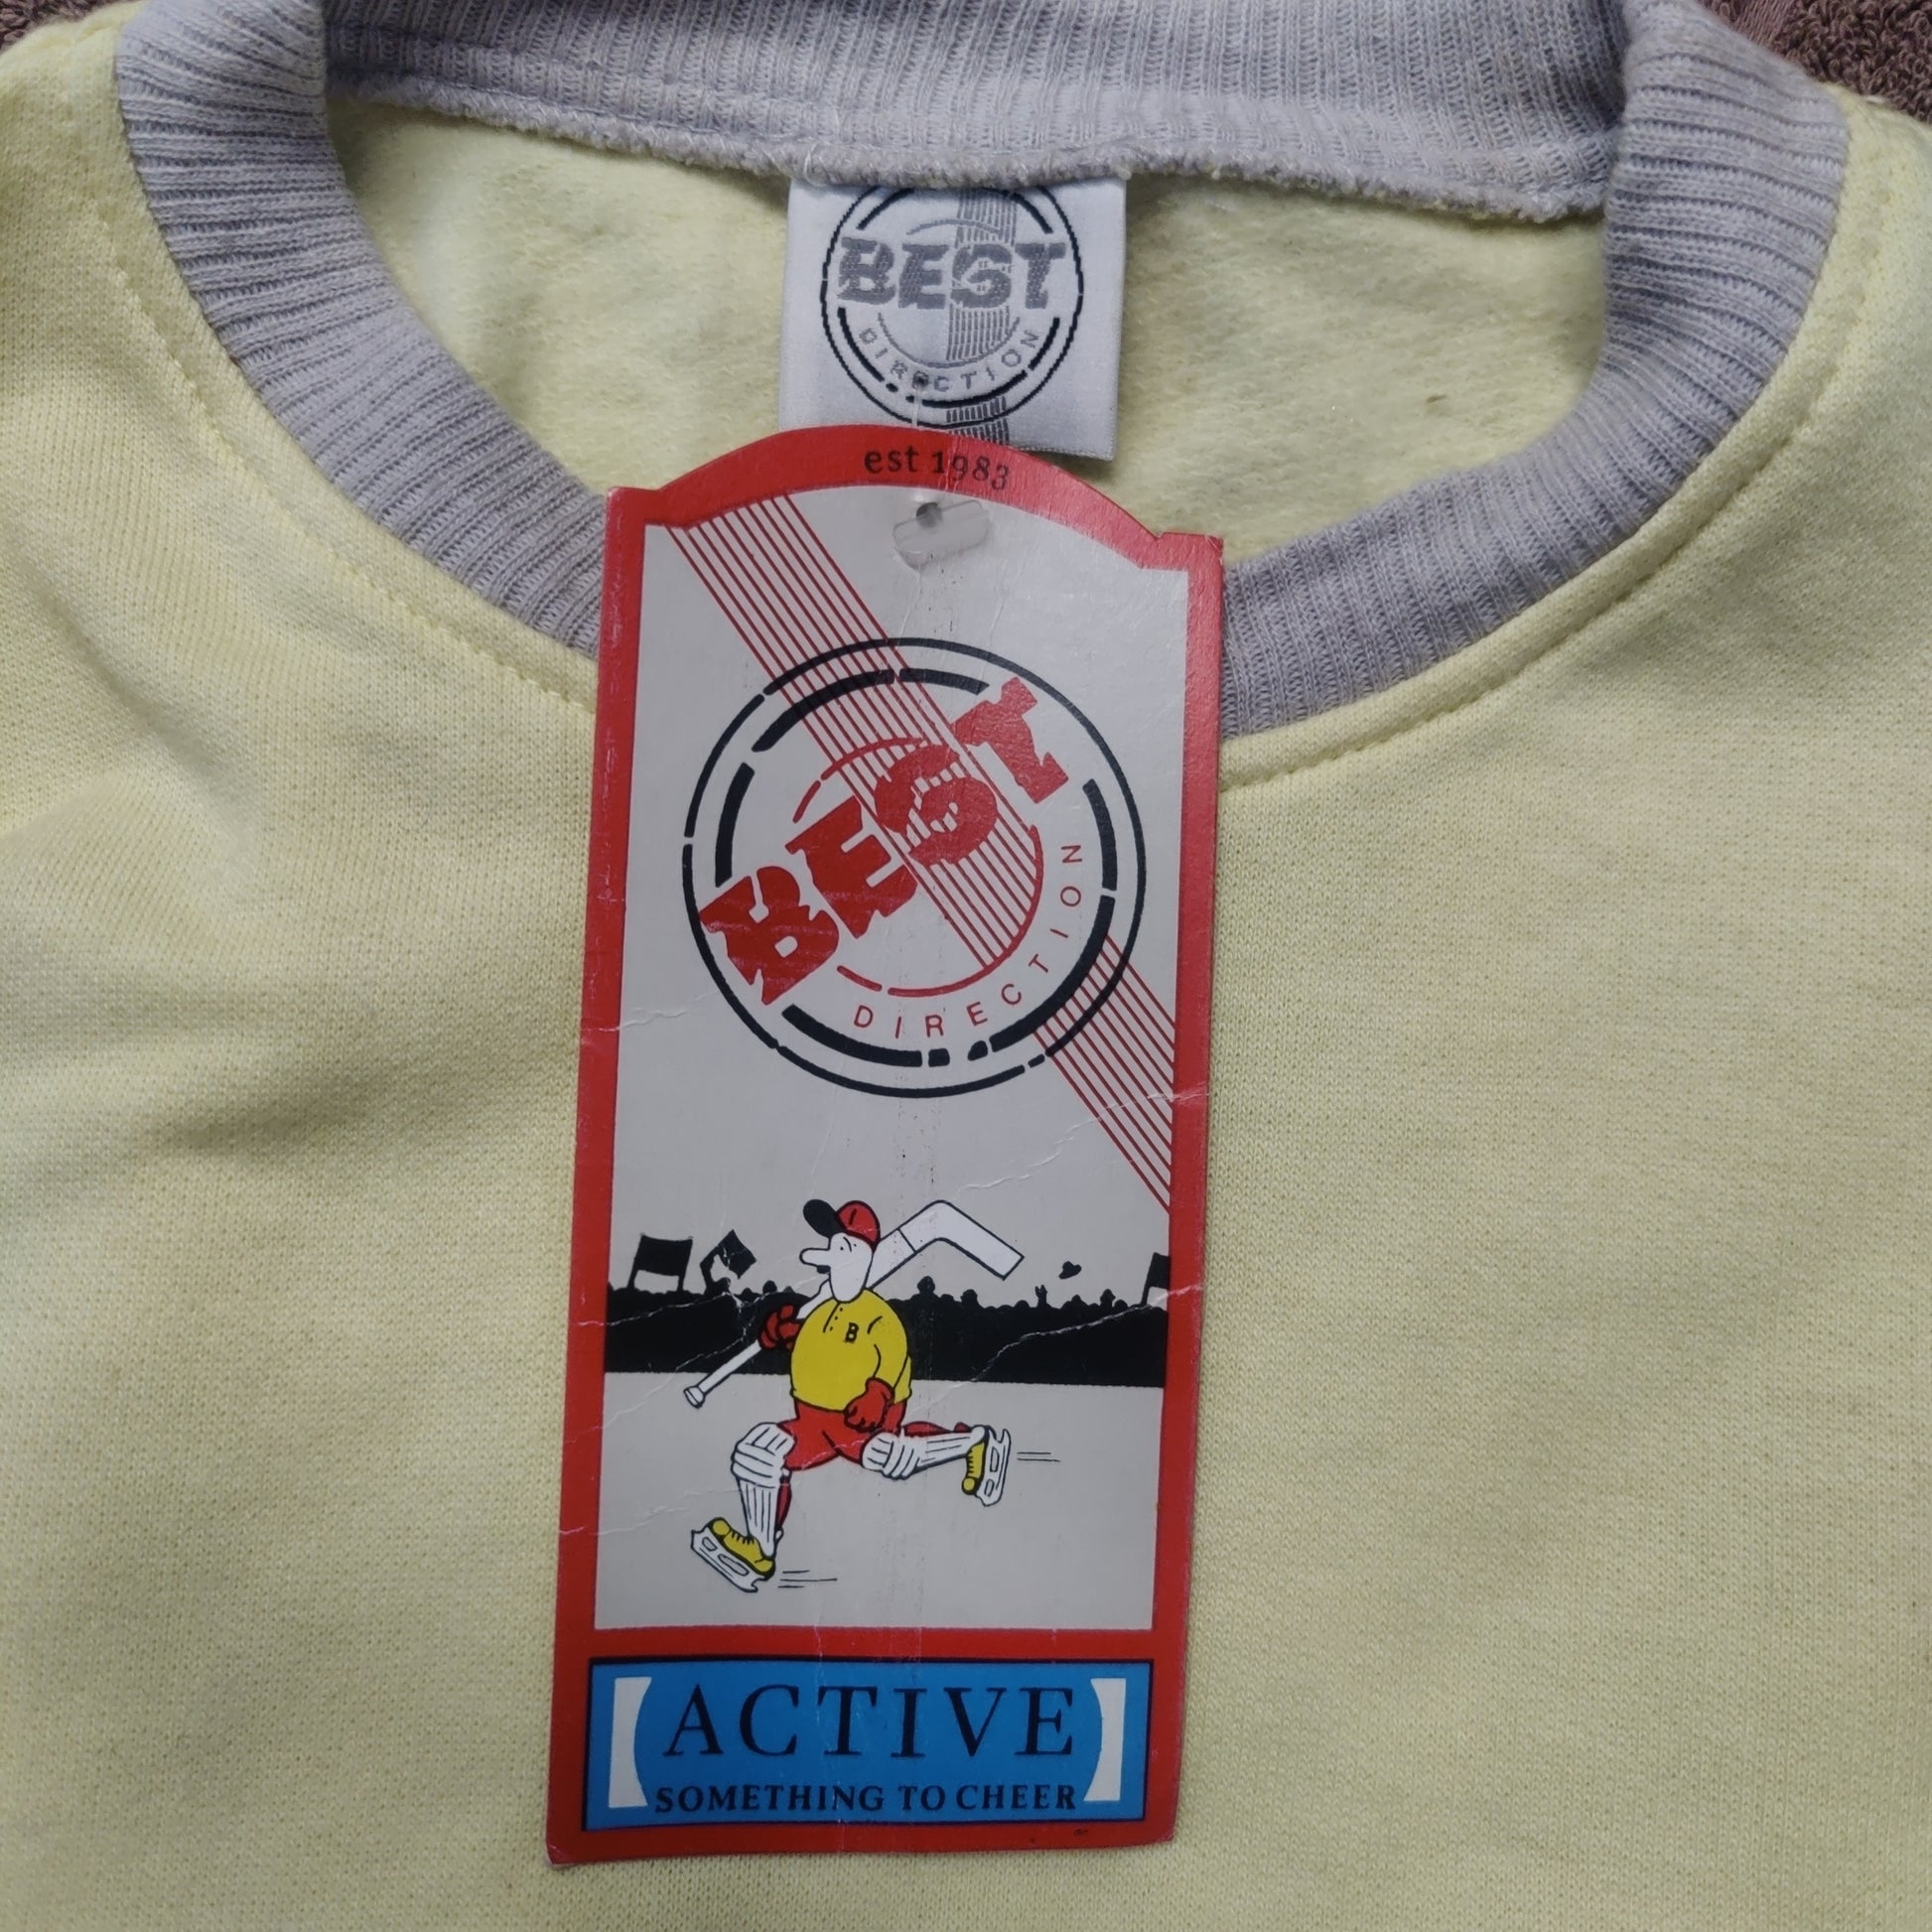 BEST
DIRECTION
est 1983
BEST
DIRECTION
B
ACTIVE
SOMETHING TO CHEER